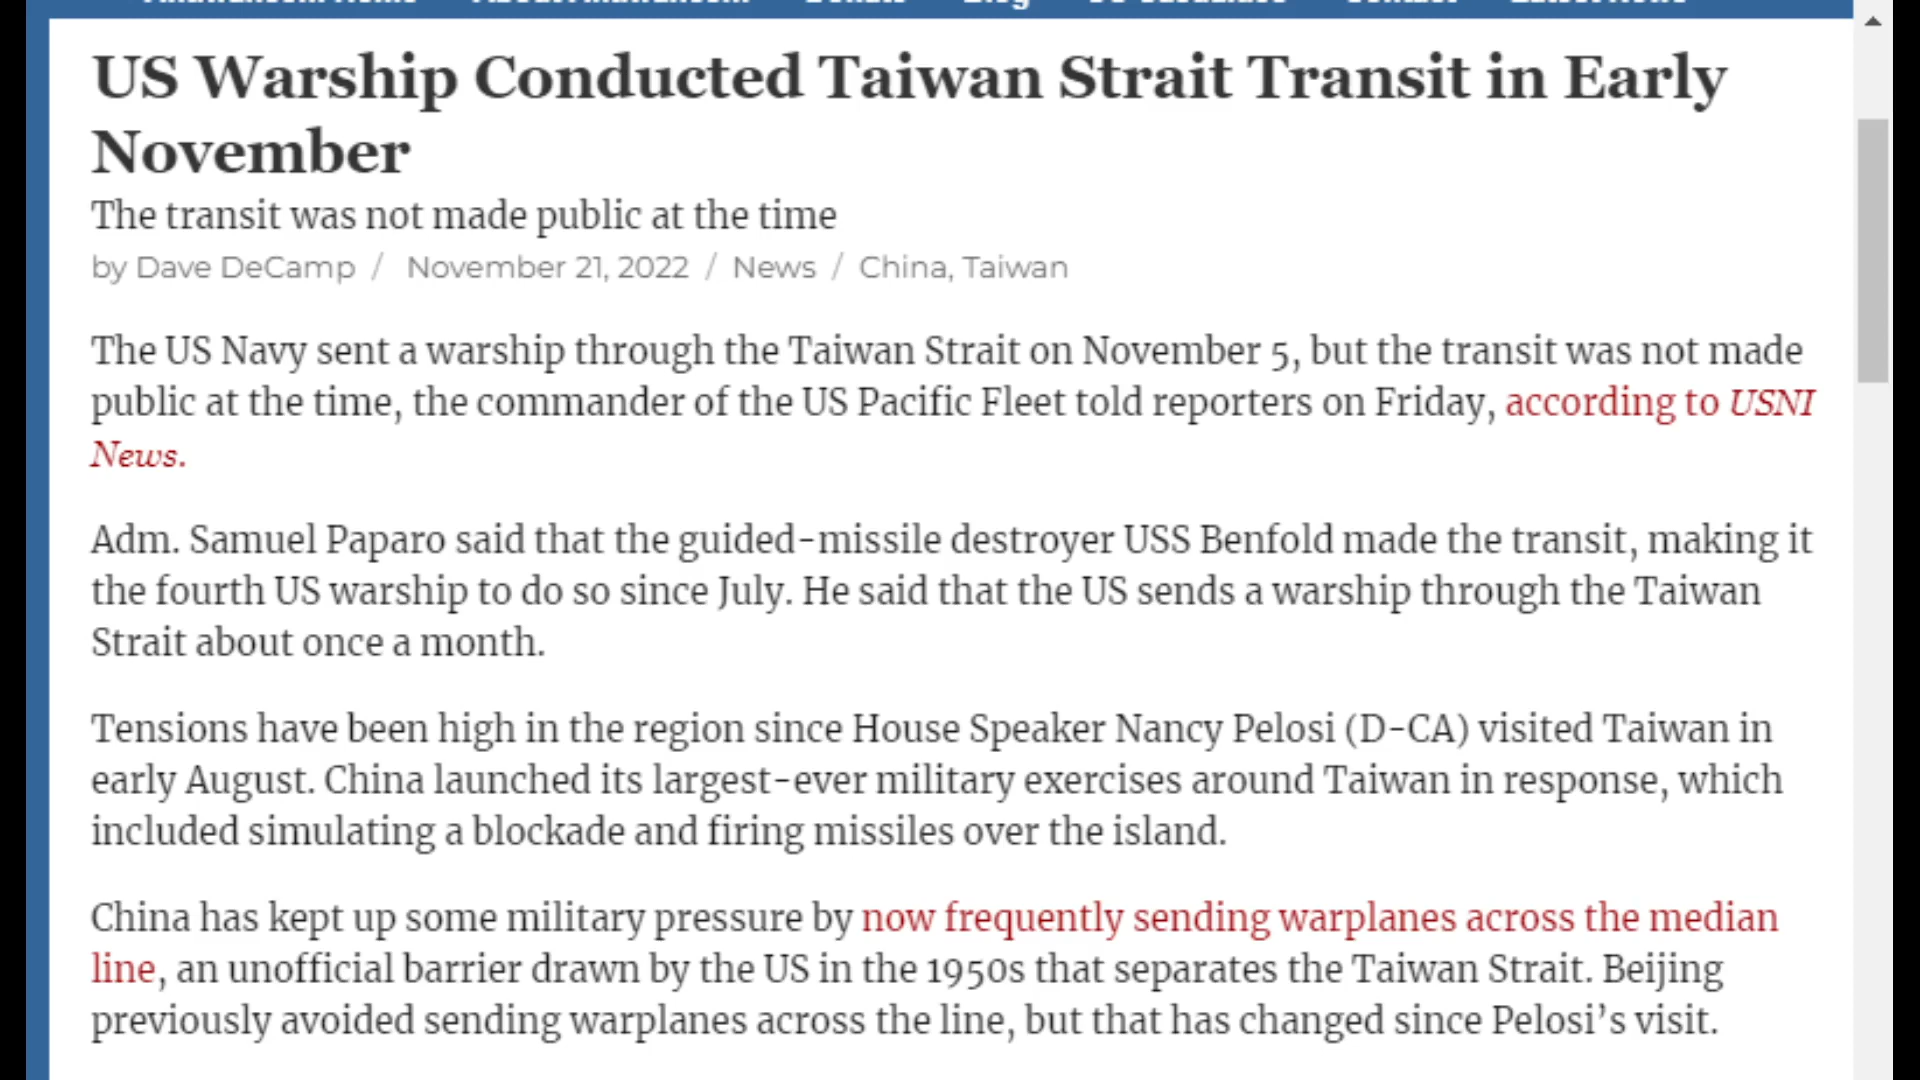 US Warship Conducted Taiwan Strait Transit in Early
November
The transit was not made public at the time
by Dave DeCamp / November 21, 2022 / News / China, Taiwan
The US Navy sent a warship through the Taiwan Strait on November 5, but the transit was not made
public at the time, the commander of the US Pacific Fleet told reporters on Friday, according to USNI
News.
Adm. Samuel Paparo said that the guided-missile destroyer USS Benfold made the transit, making it
the fourth US warship to do so since July. He said that the US sends a warship through the Taiwan
Strait about once a month.
Tensions have been high in the region since House Speaker Nancy Pelosi (D-CA) visited Taiwan in
early August. China launched its largest-ever military exercises around Taiwan in response, which
included simulating a blockade and firing missiles over the island.
China has kept up some military pressure by now frequently sending warplanes across the median
line, an unofficial barrier drawn by the US in the 1950s that separates the Taiwan Strait. Beijing
previously avoided sending warplanes across the line, but that has changed since Pelosi's visit.